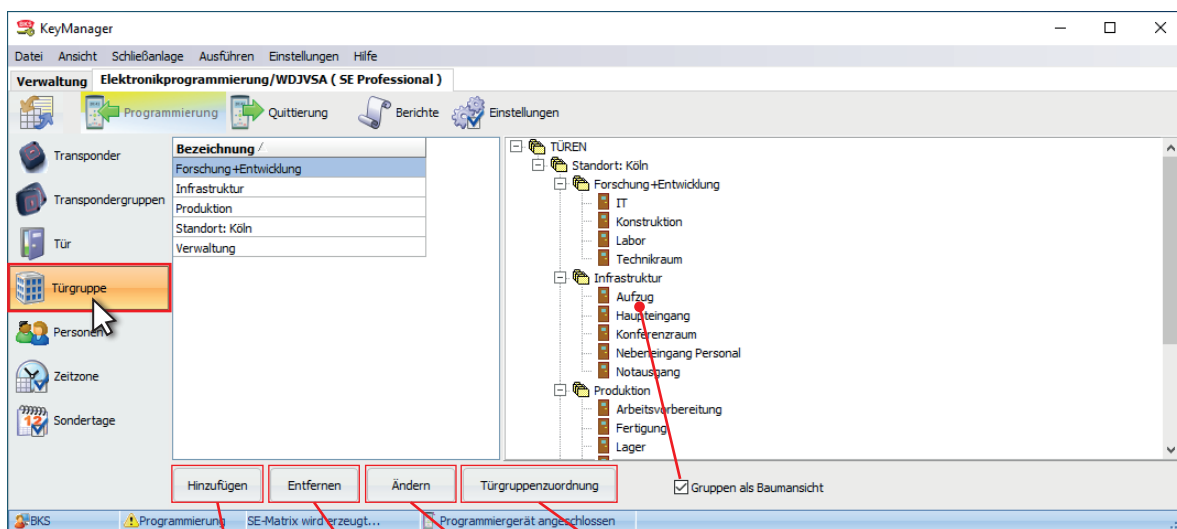 BKS KeyManager
Datei Ansicht Schließanlage Ausführen Einstellungen Hilfe
Verwaltung Elektronikprogrammierung/WDJVSA ( SE Professional )
Programmierung Quittierung Berichte Einstellungen
Transponder
Transpondergruppen
Tür
Türgruppe
Personen
Zeitzone
12
Sondertage
Bezeichnung
Forschung+Entwicklung
Infrastruktur
Produktion
Standort: Köln
Verwaltung
TÜREN
Standort: Köln
Forschung+Entwicklung
IT
Konstruktion
Labor
Technikraum
Infrastruktur
Aufzug
Haupteingang
Konferenzraum
Nebeneingang Personal
Notausgang
Produktion
Arbeitsvorbereitung
Fertigung
Lager
Hinzufügen Entfernen Ändern Türgruppenzuordnung Gruppen als Baumansicht
BKS Programmierung SE-Matrix wird erzeugt... Programmiergerät angeschlossen